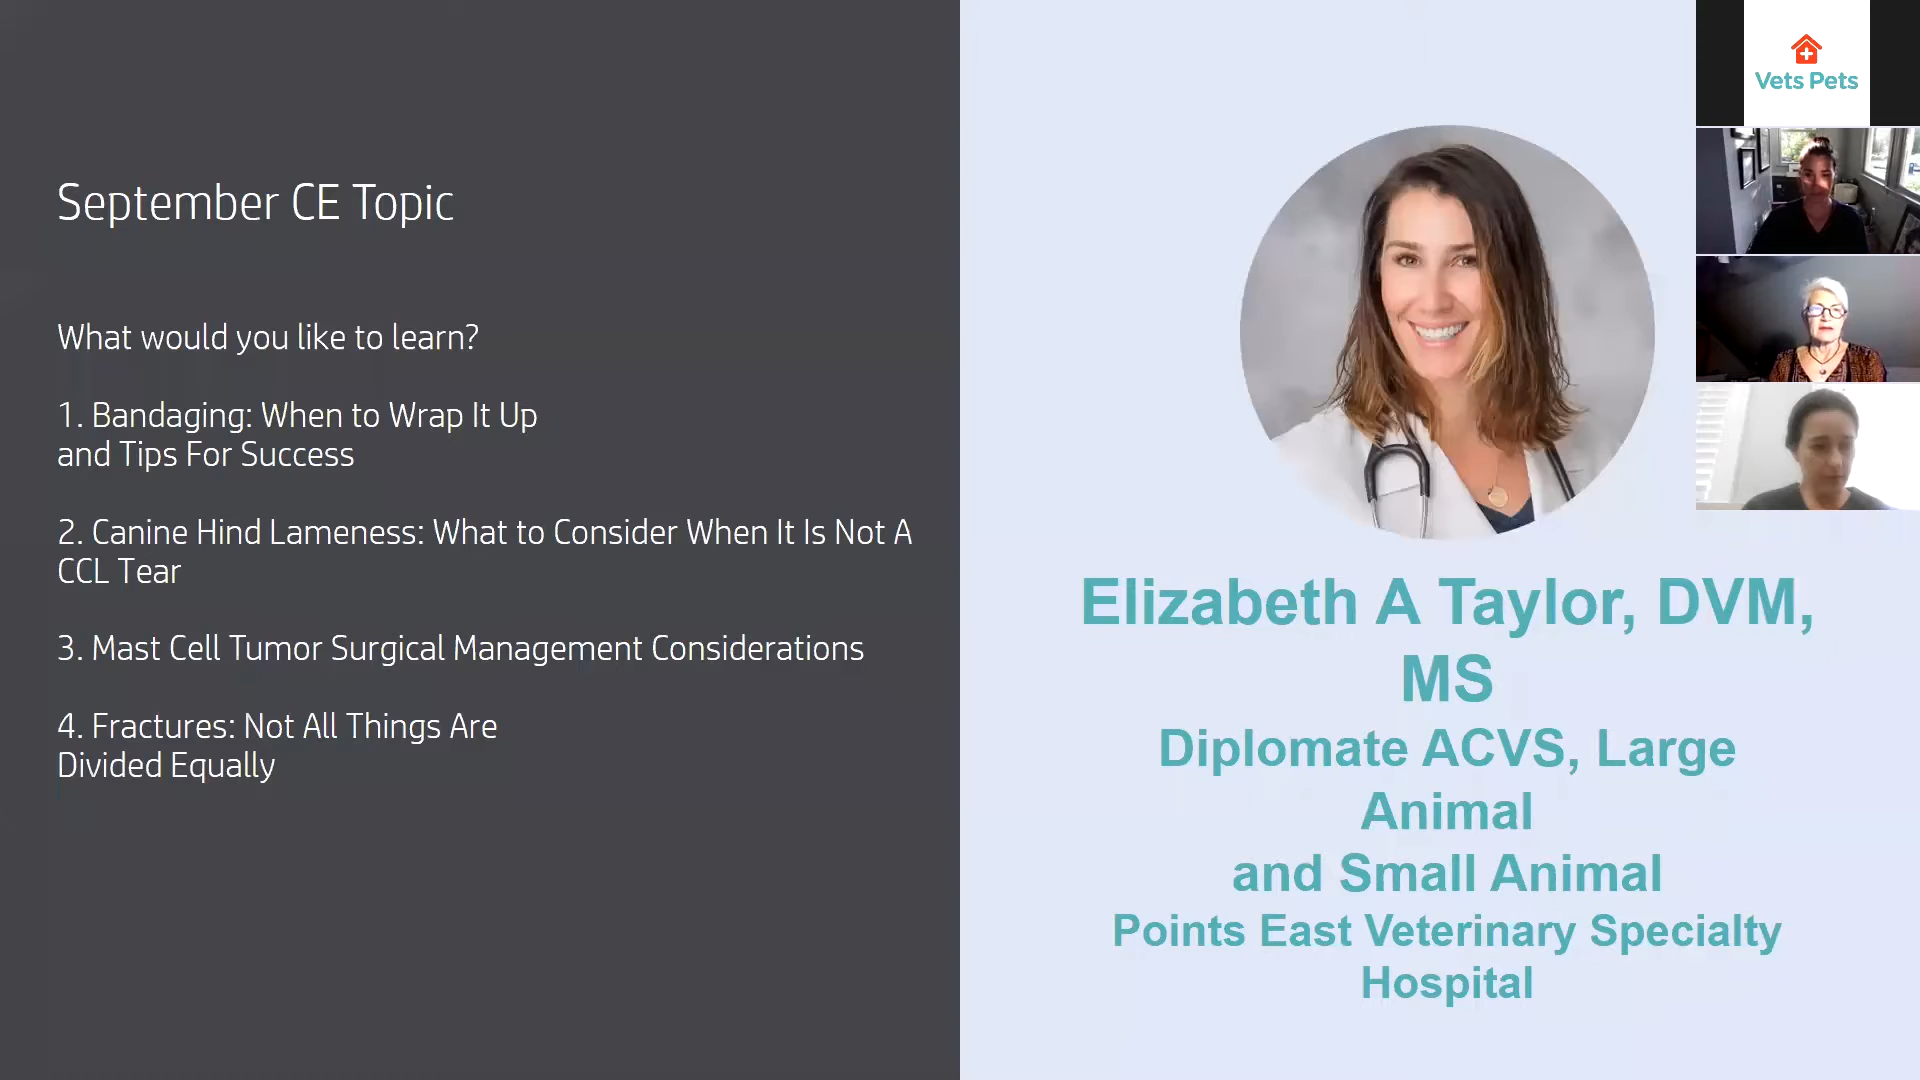 September CE Topic
What would you like to learn?
1. Bandaging: When to Wrap It Up
and Tips For Success
2. Canine Hind Lameness: What to Consider When It Is Not A
CCL Tear
3. Mast Cell Tumor Surgical Management Considerations
4. Fractures: Not All Things Are
Divided Equally
Elizabeth A Taylor, DVM,
MS
Diplomate ACVS, Large
Animal
and Small Animal
Points East Veterinary Specialty
Hospital
Vets Pets